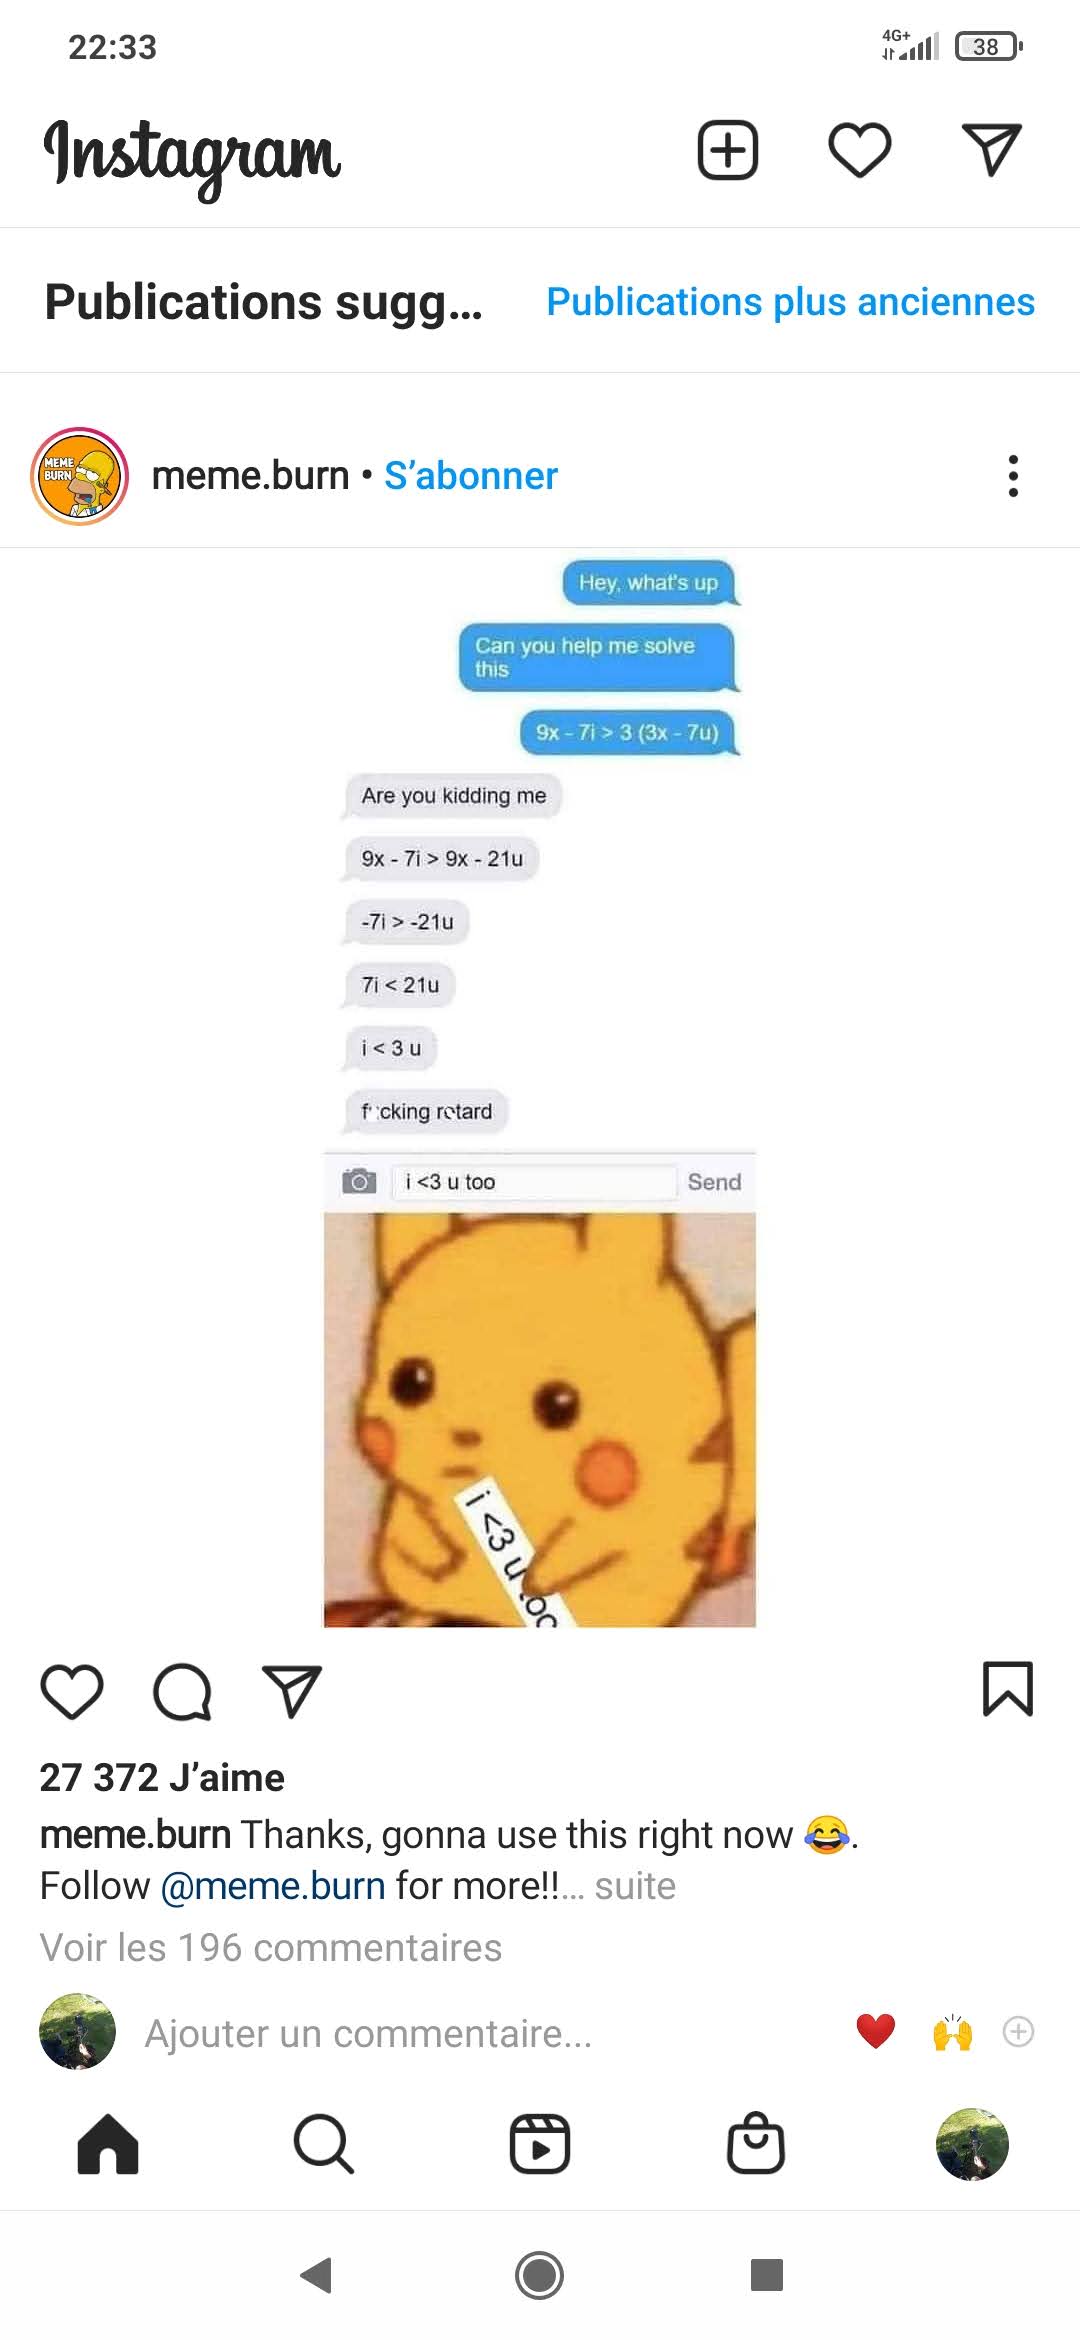 22:33
4G+
38
Instagram
Publications sugg...
Publications plus anciennes
MEME
BURN
meme.burn • S’abonner
Hey, what's up
Can you help me solve
this
9x - 7i > 3 (3x - 7u)
Are you kidding me
9x - 7i > 9x - 21u
-7i > -21u
7i < 21u
i < 3 u
f cking retard
i <3 u too
Send
i <3 u too
27 372 J’aime
meme.burn Thanks, gonna use this right now 😂.
Follow @meme.burn for more!!... suite
Voir les 196 commentaires
Ajouter un commentaire...